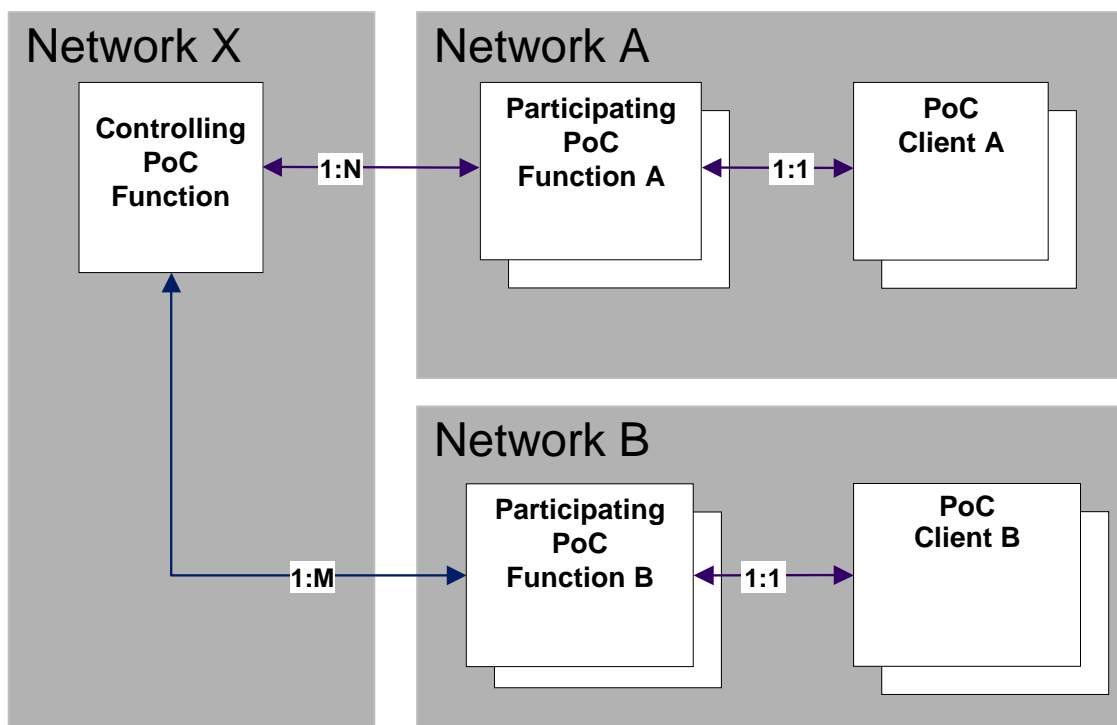 Network X
Controlling
PoC
Function
1:N
Network A
Participating
PoC
Function A
1:1
PoC
Client A
1:M
Network B
Participating
PoC
Function B
1:1
PoC
Client B